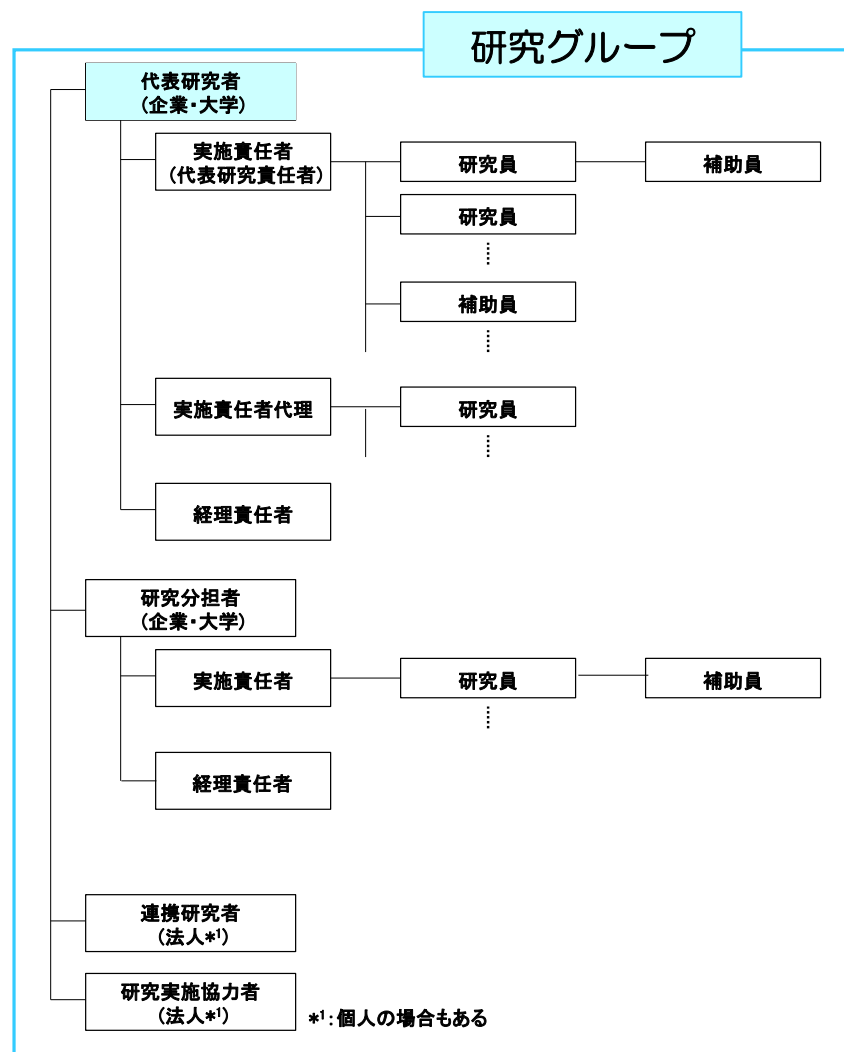 研究グループ
代表研究者
(企業・大学)
実施責任者
(代表研究責任者)
研究員
補助員
研究員
補助員
実施責任者代理
研究員
経理責任者
研究分担者
(企業・大学)
実施責任者
研究員
補助員
経理責任者
連携研究者
(法人*1)
研究実施協力者
(法人*1)
*1:個人の場合もある